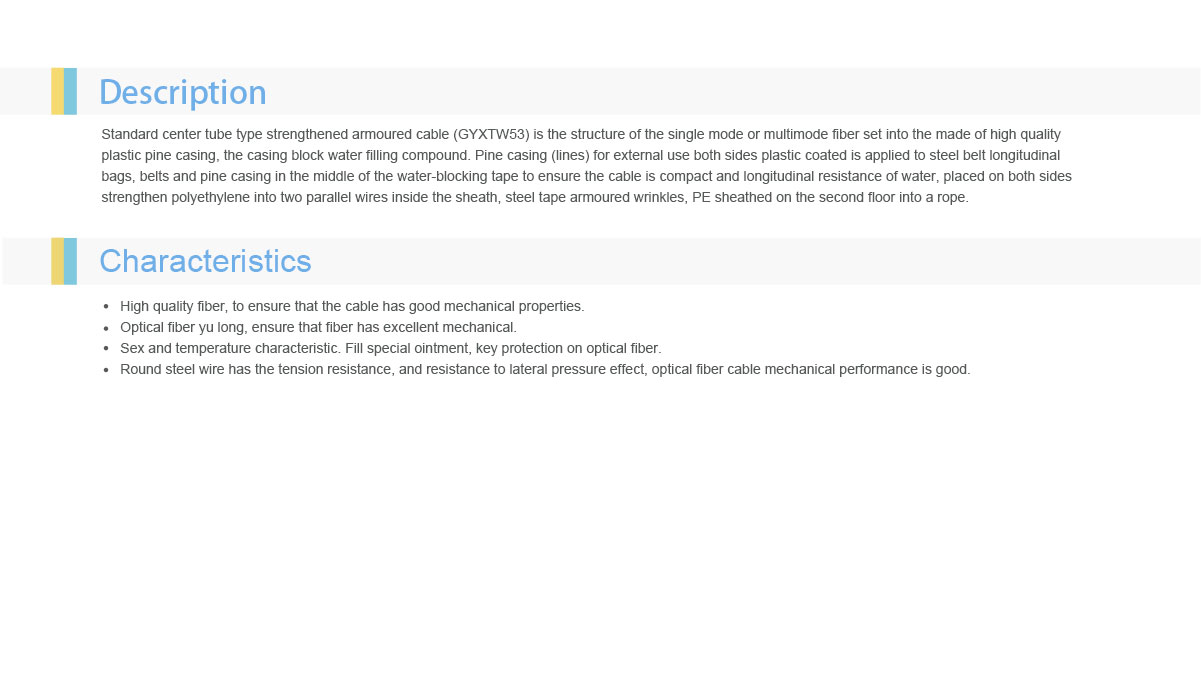 Description
Standard center tube type strengthened armoured cable (GYXTW53) is the structure of the single mode or multimode fiber set into the made of high quality
plastic pine casing, the casing block water filling compound. Pine casing (lines) for external use both sides plastic coated is applied to steel belt longitudinal
bags, belts and pine casing in the middle of the water-blocking tape to ensure the cable is compact and longitudinal resistance of water, placed on both sides
strengthen polyethylene into two parallel wires inside the sheath, steel tape armoured wrinkles, PE sheathed on the second floor into a rope.
Characteristics
• High quality fiber, to ensure that the cable has good mechanical properties.
• Optical fiber yu long, ensure that fiber has excellent mechanical.
• Sex and temperature characteristic. Fill special ointment, key protection on optical fiber.
• Round steel wire has the tension resistance, and resistance to lateral pressure effect, optical fiber cable mechanical performance is good.